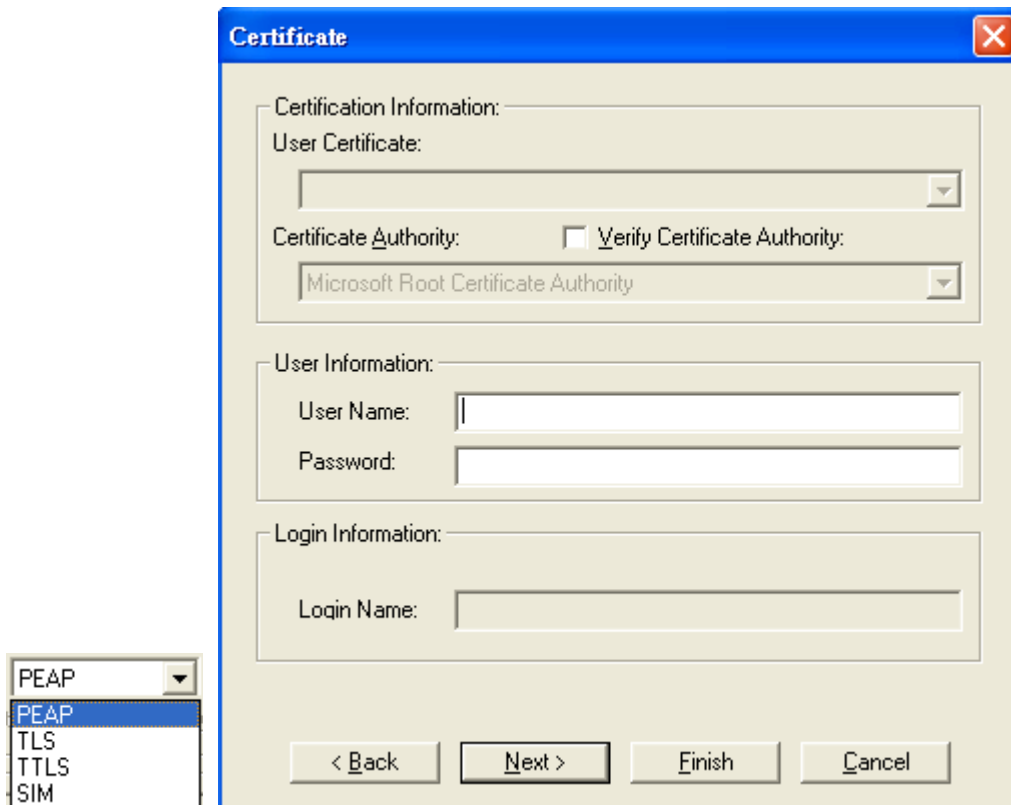 Certificate
Certification Information:
User Certificate:
Certificate Authority: Verify Certificate Authority:
Microsoft Root Certificate Authority
User Information:
User Name:
Password:
Login Information:
Login Name:
< Back Next > Finish Cancel
PEAP
PEAP
TLS
TTLS
SIM